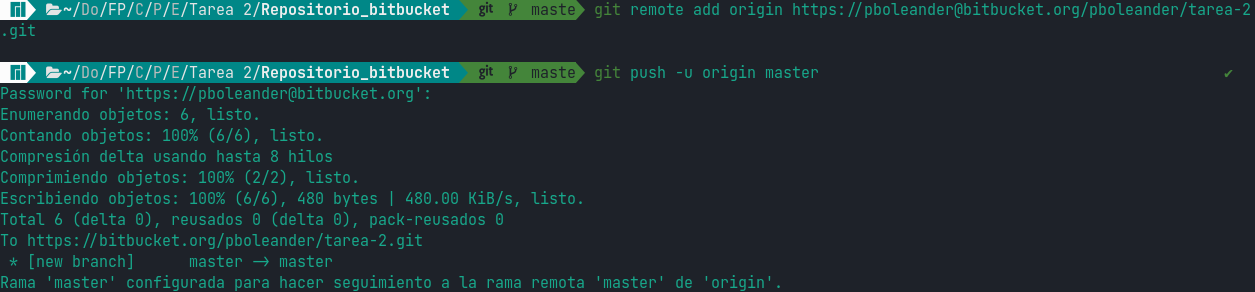 ~/Do/FP/C/P/E/Tarea 2/Repositorio_bitbucket git maste git remote add origin https://pboleander@bitbucket.org/pboleander/tarea-2
.git
~/Do/FP/C/P/E/Tarea 2/Repositorio_bitbucket git maste git push -u origin master ✔
Password for 'https://pboleander@bitbucket.org':
Enumerando objetos: 6, listo.
Contando objetos: 100% (6/6), listo.
Compresión delta usando hasta 8 hilos
Comprimiendo objetos: 100% (2/2), listo.
Escribiendo objetos: 100% (6/6), 480 bytes | 480.00 KiB/s, listo.
Total 6 (delta 0), reusados 0 (delta 0), pack-reusados 0
To https://bitbucket.org/pboleander/tarea-2.git
 * [new branch]      master -> master
Rama 'master' configurada para hacer seguimiento a la rama remota 'master' de 'origin'.